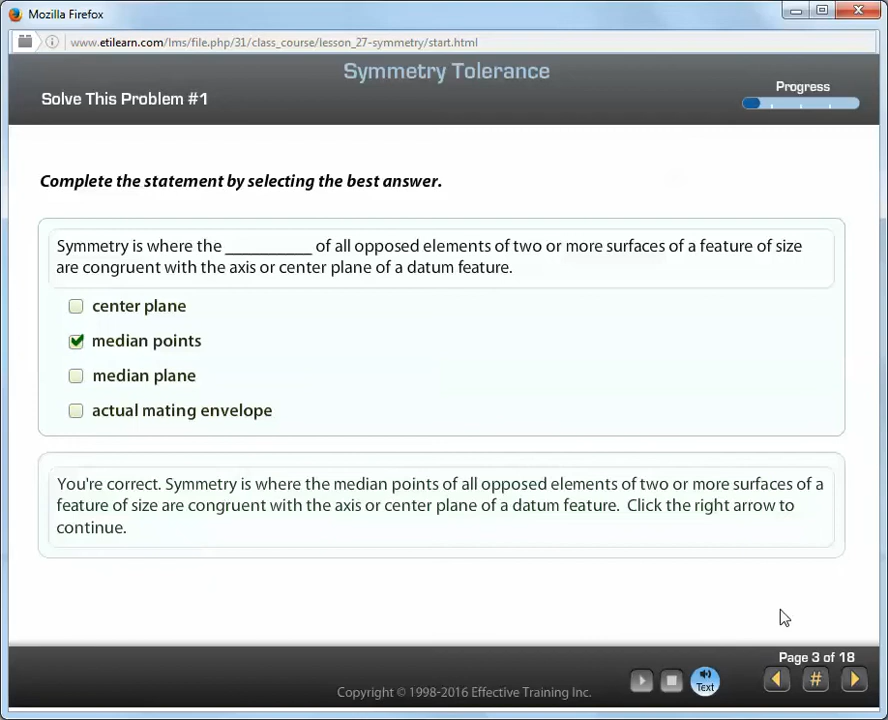 Mozilla Firefox
www.etilearn.com/lms/file.php/31/class_course/lesson_27-symmetry/start.html
Symmetry Tolerance
Solve This Problem #1
Progress
Complete the statement by selecting the best answer.
Symmetry is where the __________ of all opposed elements of two or more surfaces of a feature of size
are congruent with the axis or center plane of a datum feature.
center plane
median points
median plane
actual mating envelope
You're correct. Symmetry is where the median points of all opposed elements of two or more surfaces of a
feature of size are congruent with the axis or center plane of a datum feature. Click the right arrow to
continue.
Page 3 of 18
Text
#
Copyright © 1998-2016 Effective Training Inc.